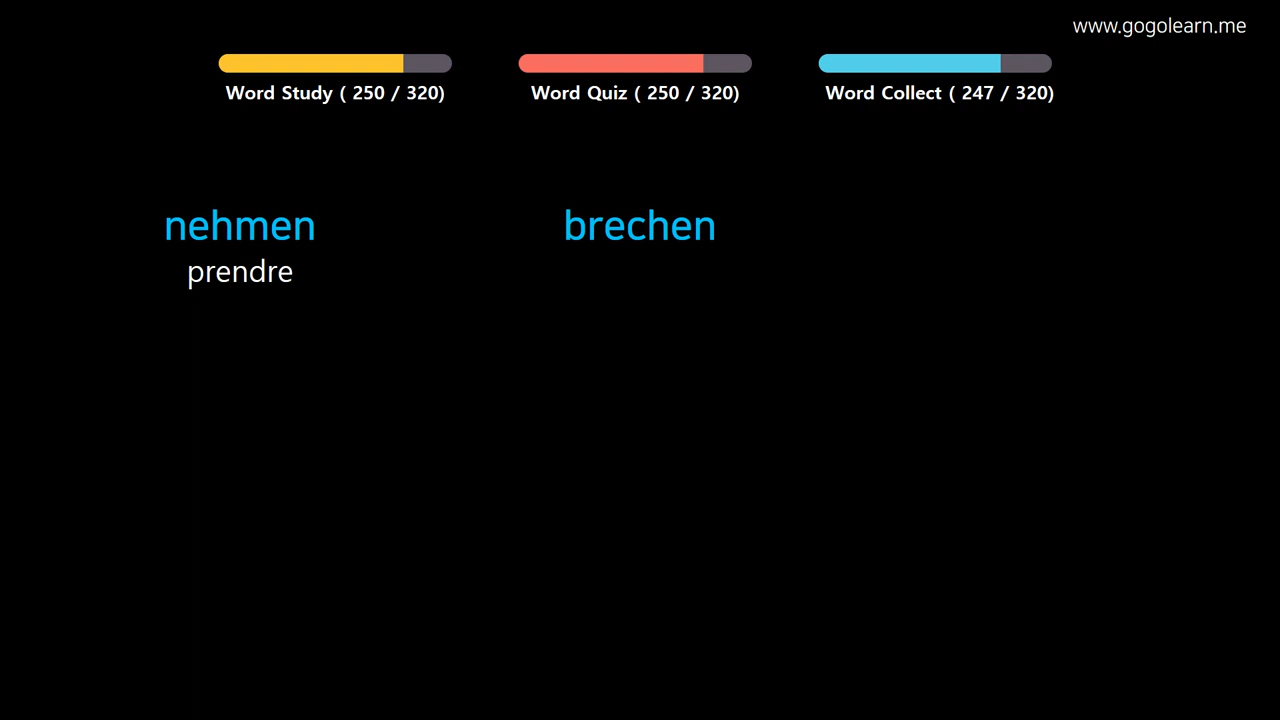 www.gogolearn.me
Word Study ( 250 / 320)
Word Quiz ( 250 / 320)
Word Collect ( 247 / 320)
nehmen
prendre
brechen